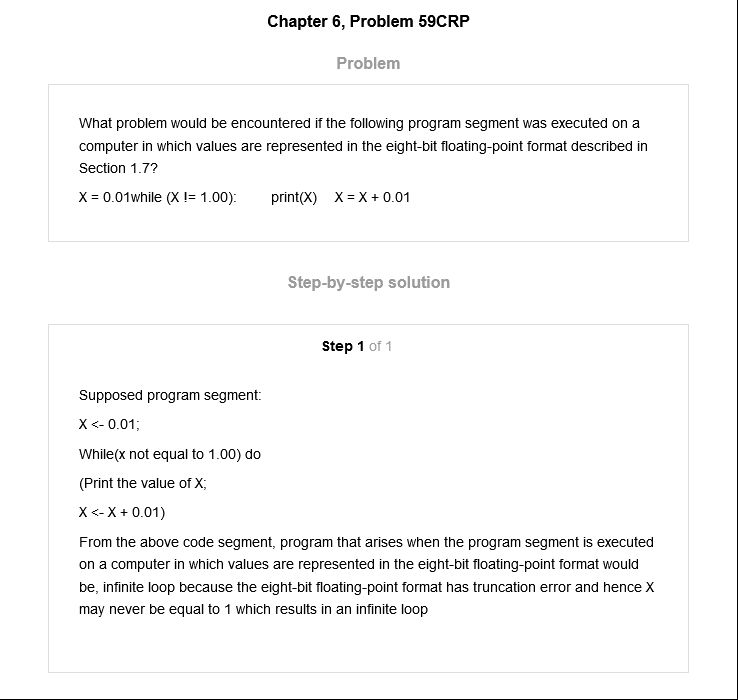 Chapter 6, Problem 59CRP
Problem
What problem would be encountered if the following program segment was executed on a
computer in which values are represented in the eight-bit floating-point format described in
Section 1.7?
X = 0.01while (X != 1.00): print(X) X = X + 0.01
Step-by-step solution
Step 1 of 1
Supposed program segment:
X <- 0.01;
While(x not equal to 1.00) do
(Print the value of X;
X <- X + 0.01)
From the above code segment, program that arises when the program segment is executed
on a computer in which values are represented in the eight-bit floating-point format would
be, infinite loop because the eight-bit floating-point format has truncation error and hence X
may never be equal to 1 which results in an infinite loop